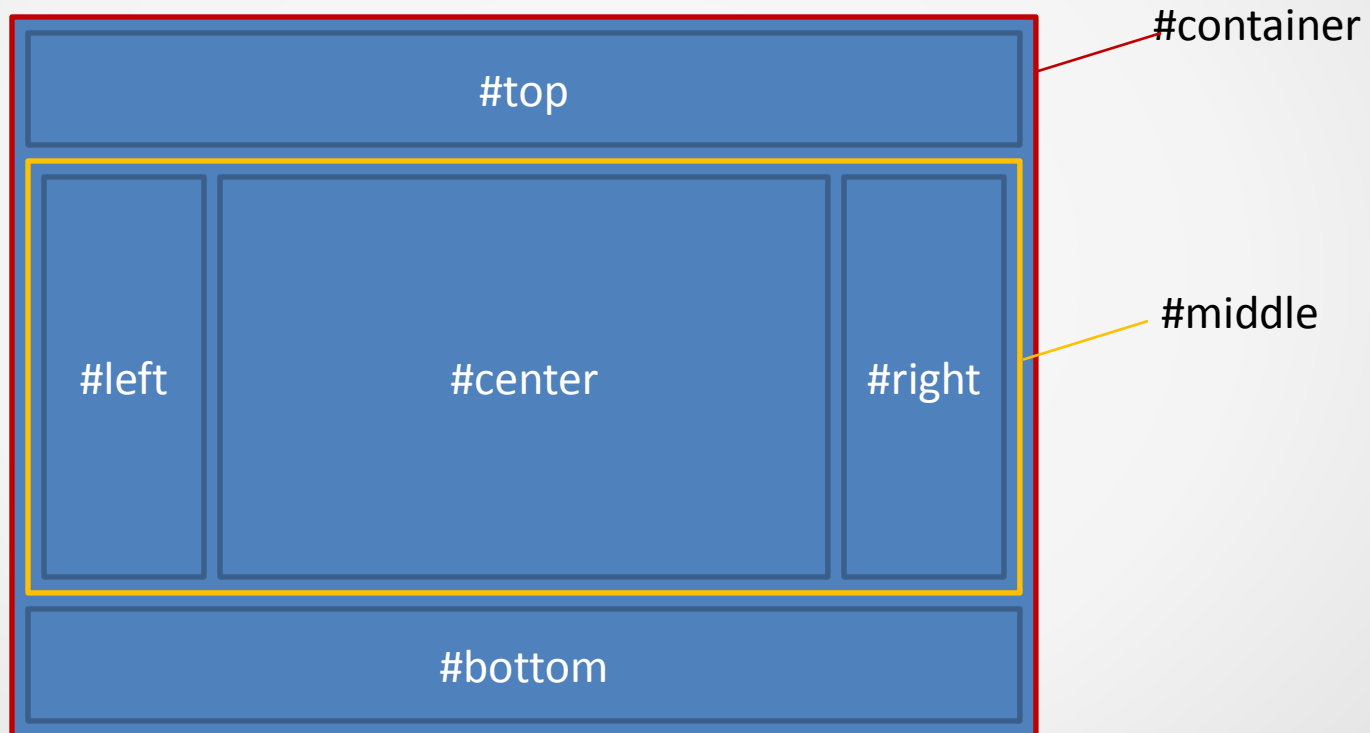 #container
#top
#middle
#left
#center
#right
#bottom